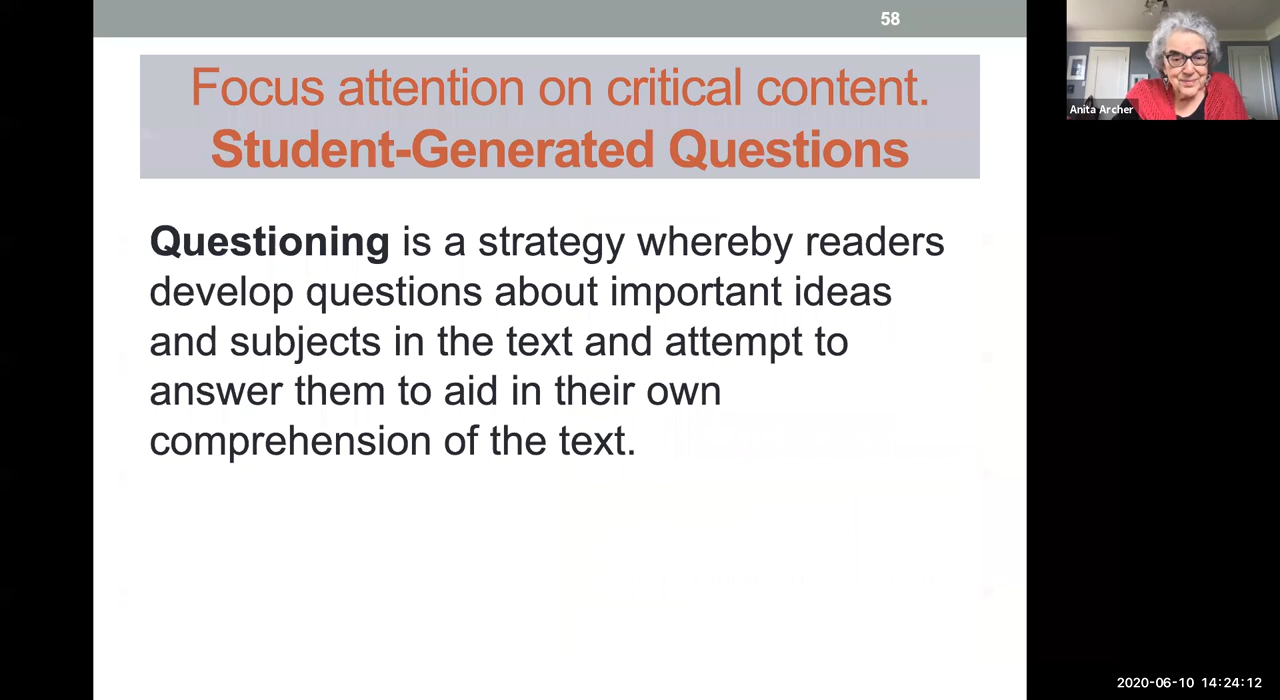 58
Focus attention on critical content.
Student-Generated Questions
Questioning is a strategy whereby readers
develop questions about important ideas
and subjects in the text and attempt to
answer them to aid in their own
comprehension of the text.
Anita Archer
2020-06-10 14:24:12